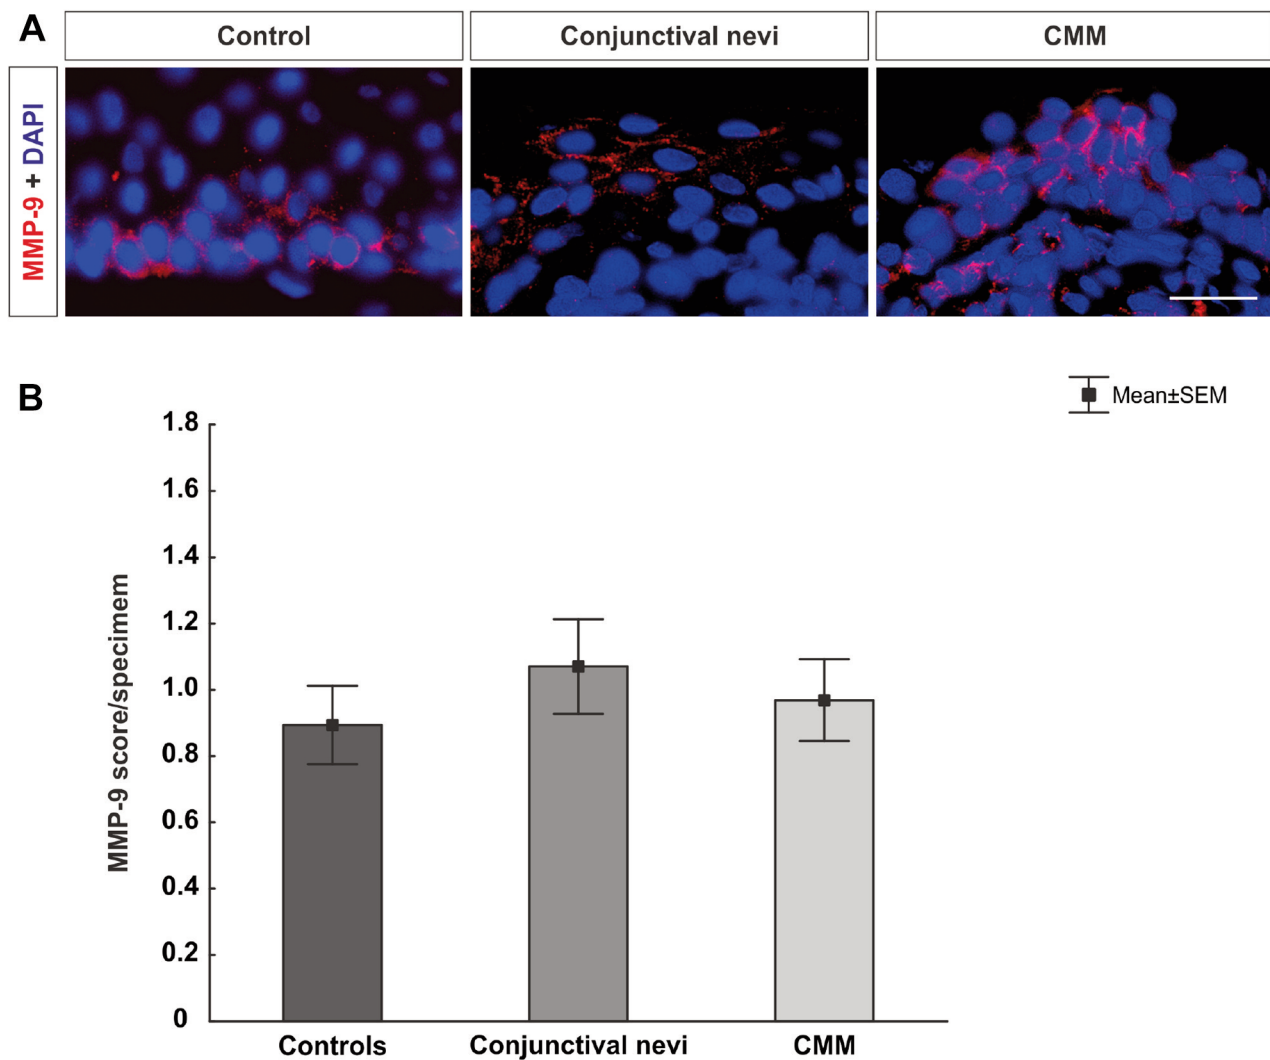 A
Control
Conjunctival nevi
CMM
MMP-9 + DAPI
B
Mean±SEM
MMP-9 score/specimem
1.8
1.6
1.4
1.2
1.0
0.8
0.6
0.4
0.2
0
Controls
Conjunctival nevi
CMM